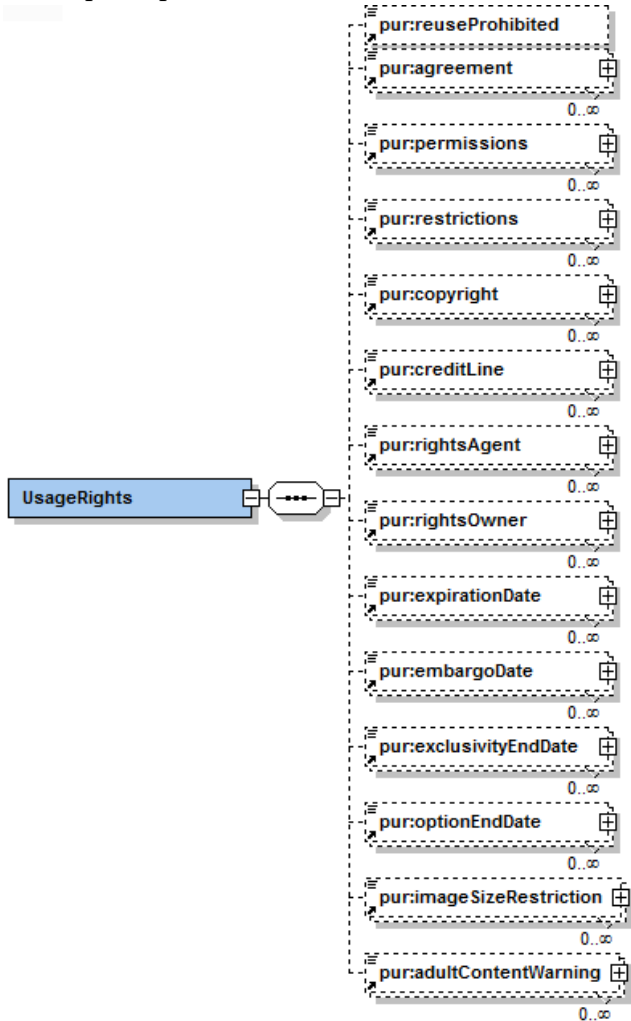 pur:reuseProhibited
pur:agreement
0..∞
pur:permissions
0..∞
pur:restrictions
0..∞
pur:copyright
0..∞
pur:creditLine
0..∞
pur:rightsAgent
0..∞
UsageRights
pur:rightsOwner
0..∞
pur:expirationDate
0..∞
pur:embargoDate
0..∞
pur:exclusivityEndDate
0..∞
pur:optionEndDate
0..∞
pur:imageSizeRestriction
0..∞
pur:adultContentWarning
0..∞